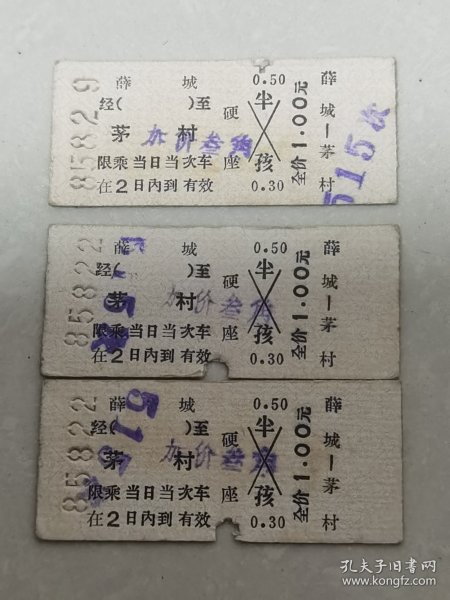 85829
薛 城
经( )至
茅 村
限乘当日当次车
在2日内到有效
硬座
0.50
半
孩
0.30
全价1.00元
薛城—茅村
加价叁角
515次
85822
薛 城
经( )至
茅 村
限乘当日当次车
在2日内到有效
硬座
0.50
半
孩
0.30
全价1.00元
薛城—茅村
加价叁角
85822
薛 城
经( )至
茅 村
限乘当日当次车
在2日内到有效
硬座
0.50
半
孩
0.30
全价1.00元
薛城—茅村
加价叁角
孔夫子旧书网
www.kongfz.com